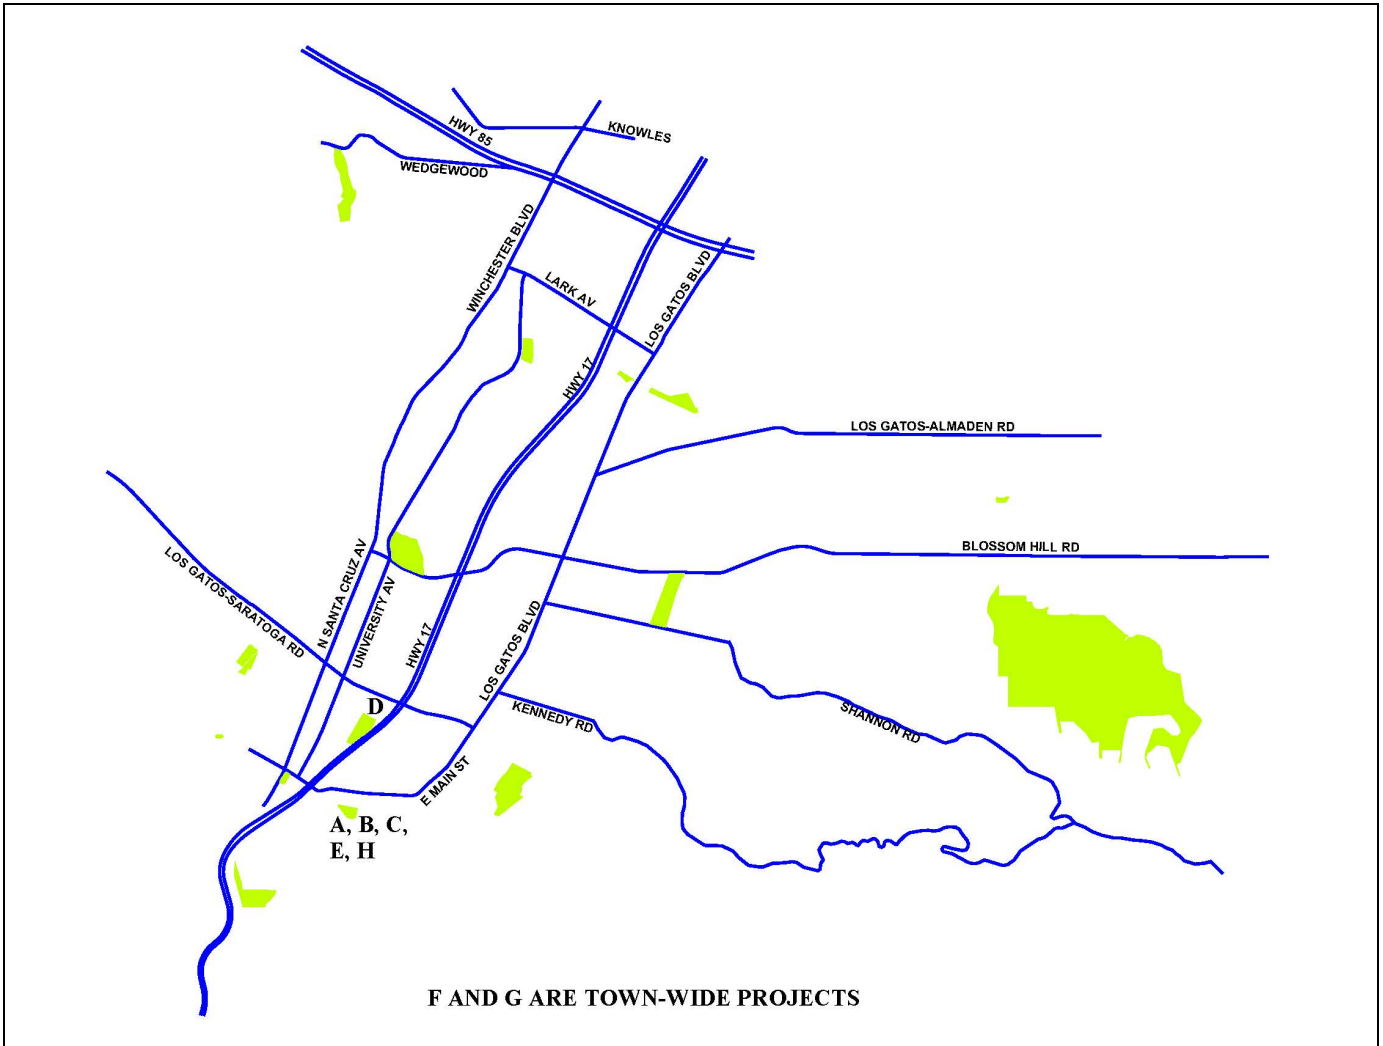 KNOWLES
HWY 85
WEDGEWOOD
WINCHESTER BLVD
LARK AV
LOS GATOS BLVD
HWY 17
LOS GATOS-ALMADEN RD
BLOSSOM HILL RD
LOS GATOS-SARATOGA RD
N SANTA CRUZ AV
UNIVERSITY AV
HWY 17
LOS GATOS BLVD
D
KENNEDY RD
SHANNON RD
E MAIN ST
A, B, C,
E, H
F AND G ARE TOWN-WIDE PROJECTS